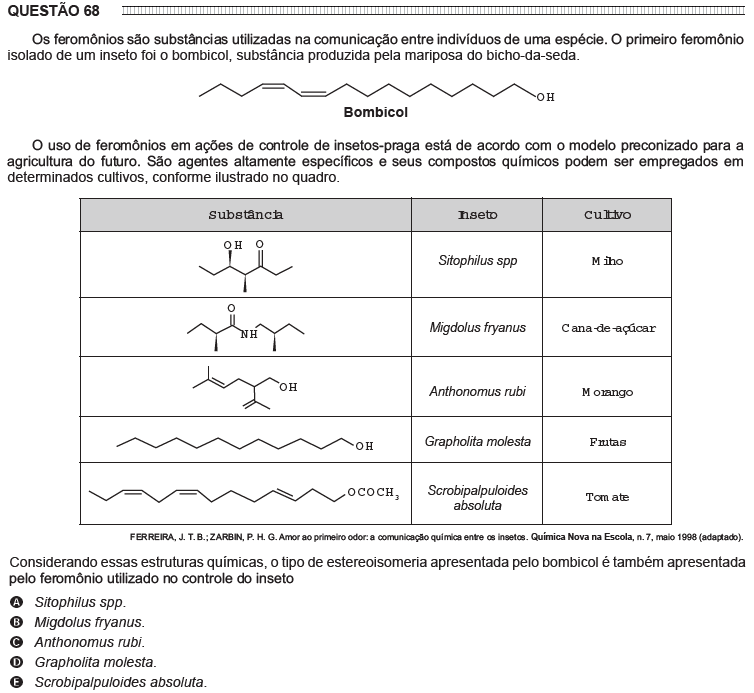 QUESTÃO 68
Os feromônios são substâncias utilizadas na comunicação entre indivíduos de uma espécie. O primeiro feromônio
isolado de um inseto foi o bombicol, substância produzida pela mariposa do bicho-da-seda.
OH
Bombicol
O uso de feromônios em ações de controle de insetos-praga está de acordo com o modelo preconizado para a
agricultura do futuro. São agentes altamente específicos e seus compostos químicos podem ser empregados em
determinados cultivos, conforme ilustrado no quadro.
Substância Inseto Cultivo
OH O
Sitophilus spp Milho
O
NH
Migdolus fryanus Cana-de-açúcar
OH
Anthonomus rubi Morango
OH
Grapholita molesta Frutas
OCOCH3
Scrobipalpuloides
absoluta
Tomate
FERREIRA, J. T. B.; ZARBIN, P. H. G. Amor ao primeiro odor: a comunicação química entre os insetos. Química Nova na Escola, n. 7, maio 1998 (adaptado).
Considerando essas estruturas químicas, o tipo de estereoisomeria apresentada pelo bombicol é também apresentada
pelo feromônio utilizado no controle do inseto
A Sitophilus spp.
B Migdolus fryanus.
C Anthonomus rubi.
D Grapholita molesta.
E Scrobipalpuloides absoluta.